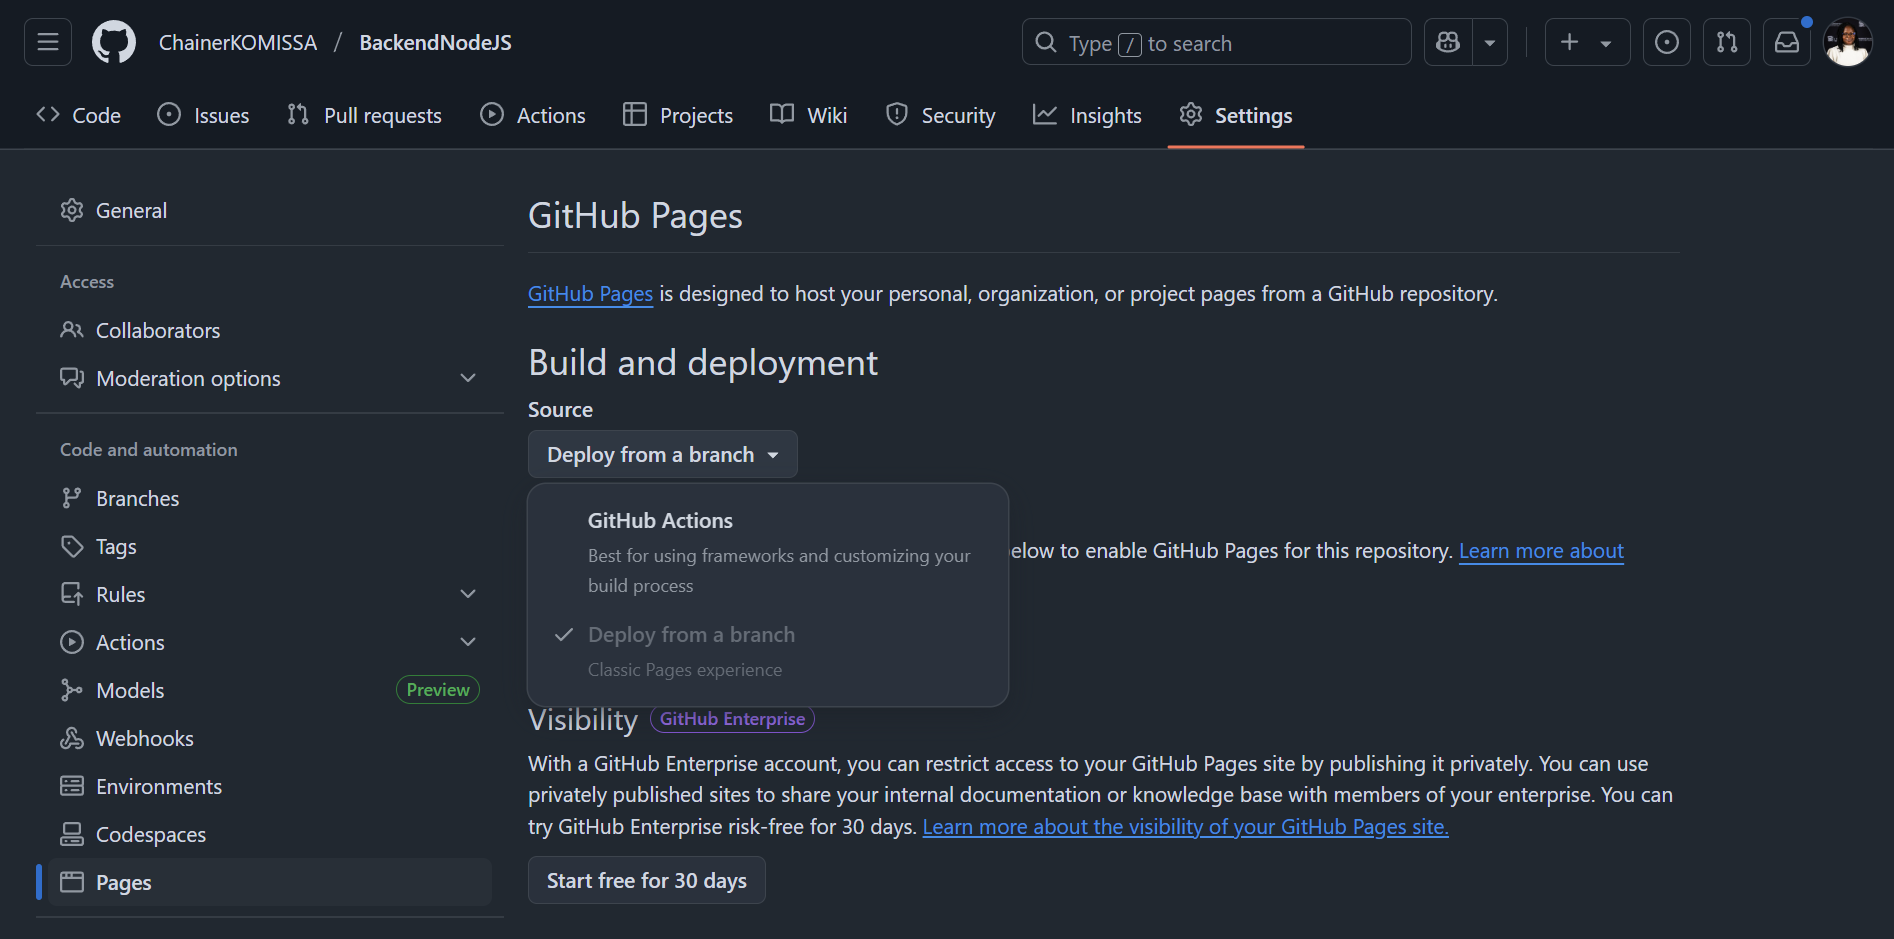 ChainerKOMISSA / BackendNodeJS
Type / to search
Code
Issues
Pull requests
Actions
Projects
Wiki
Security
Insights
Settings
General
Access
Collaborators
Moderation options
Code and automation
Branches
Tags
Rules
Actions
Models
Preview
Webhooks
Environments
Codespaces
Pages
GitHub Pages
GitHub Pages is designed to host your personal, organization, or project pages from a GitHub repository.
Build and deployment
Source
Deploy from a branch
GitHub Actions
Best for using frameworks and customizing your
build process
Deploy from a branch
Classic Pages experience
elow to enable GitHub Pages for this repository. Learn more about
Visibility GitHub Enterprise
With a GitHub Enterprise account, you can restrict access to your GitHub Pages site by publishing it privately. You can use
privately published sites to share your internal documentation or knowledge base with members of your enterprise. You can
try GitHub Enterprise risk-free for 30 days. Learn more about the visibility of your GitHub Pages site.
Start free for 30 days